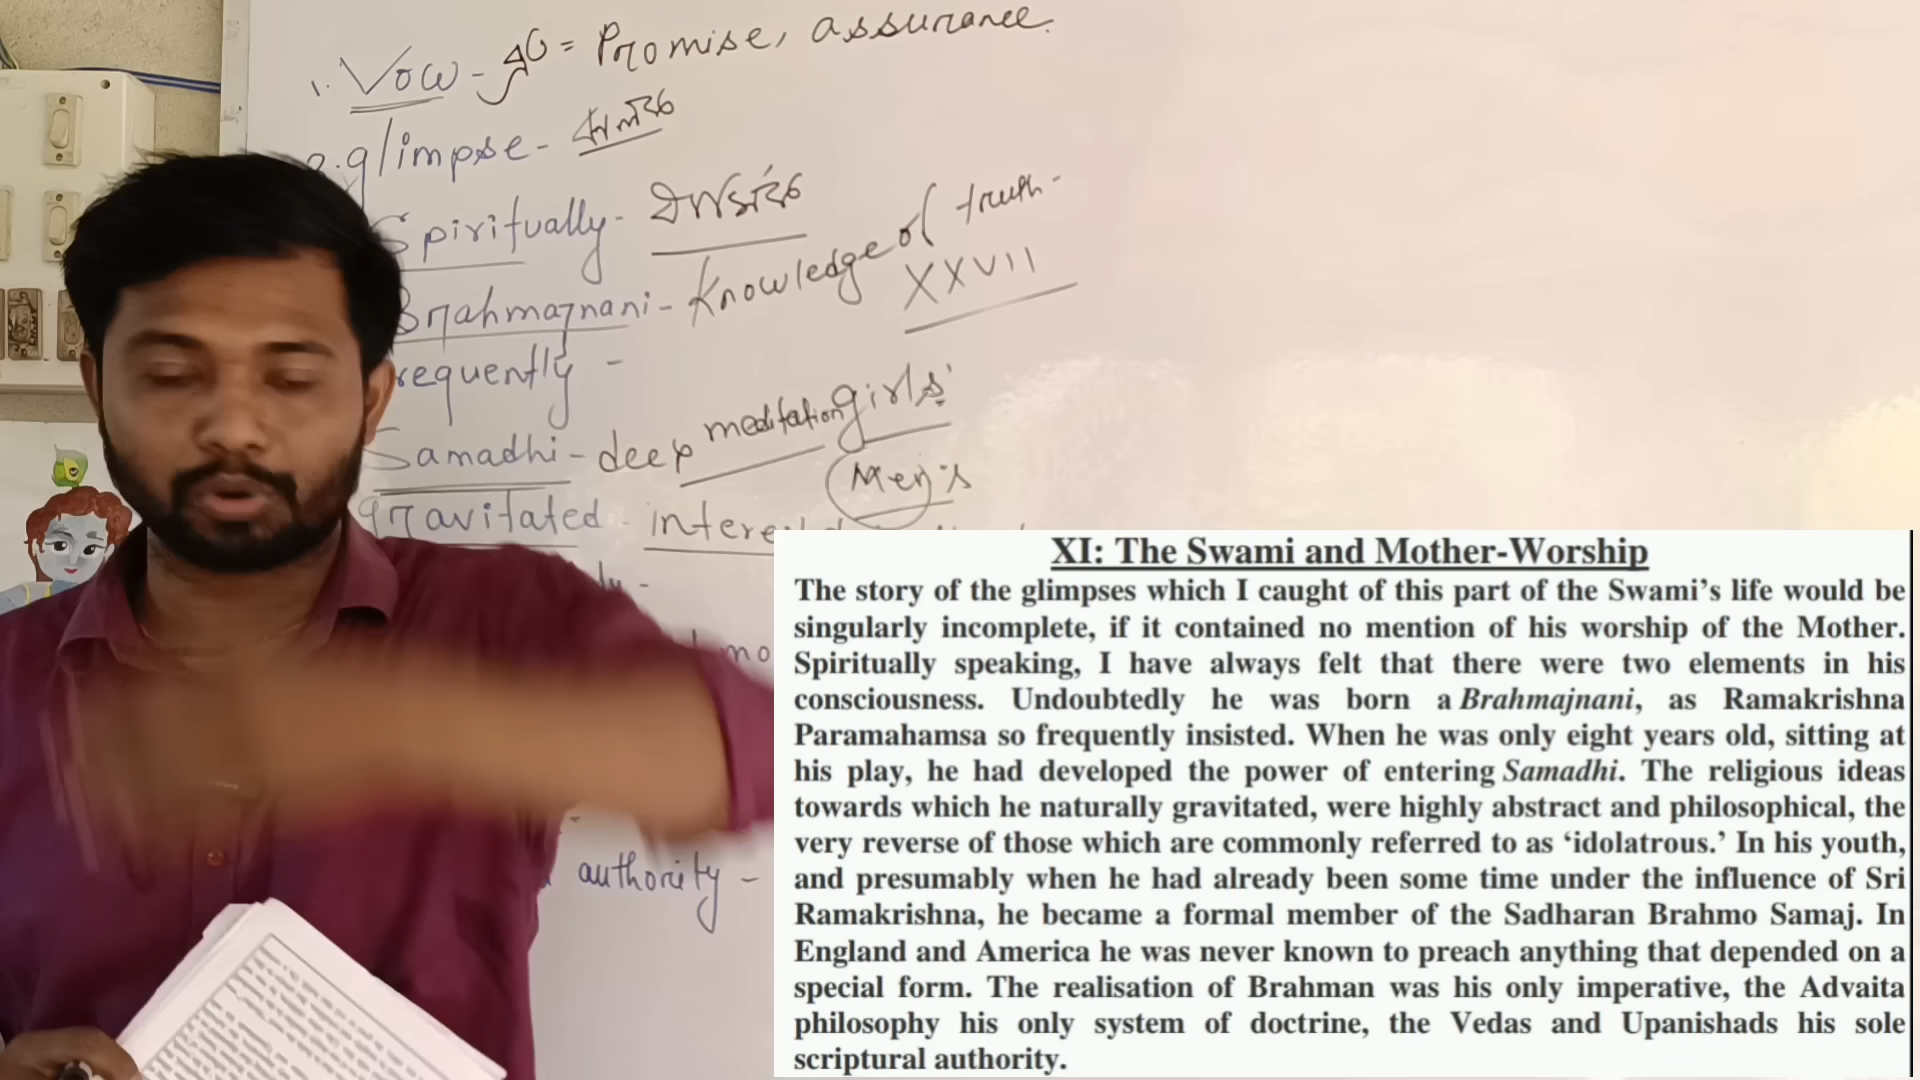 1. Vow - ବ୍ରତ = Promise, assurance.
2. glimpse - ଝଲକ
Spiritually -
Brahmajnani - Knowledge of truth -
XXVII
requently -
Samadhi - deep meditation girls'
Men's
gravitated - intere
mo
authority -
XI: The Swami and Mother-Worship
The story of the glimpses which I caught of this part of the Swami's life would be
singularly incomplete, if it contained no mention of his worship of the Mother.
Spiritually speaking, I have always felt that there were two elements in his
consciousness. Undoubtedly he was born a Brahmajnani, as Ramakrishna
Paramahamsa so frequently insisted. When he was only eight years old, sitting at
his play, he had developed the power of entering Samadhi. The religious ideas
towards which he naturally gravitated, were highly abstract and philosophical, the
very reverse of those which are commonly referred to as 'idolatrous.' In his youth,
and presumably when he had already been some time under the influence of Sri
Ramakrishna, he became a formal member of the Sadharan Brahmo Samaj. In
England and America he was never known to preach anything that depended on a
special form. The realisation of Brahman was his only imperative, the Advaita
philosophy his only system of doctrine, the Vedas and Upanishads his sole
scriptural authority.